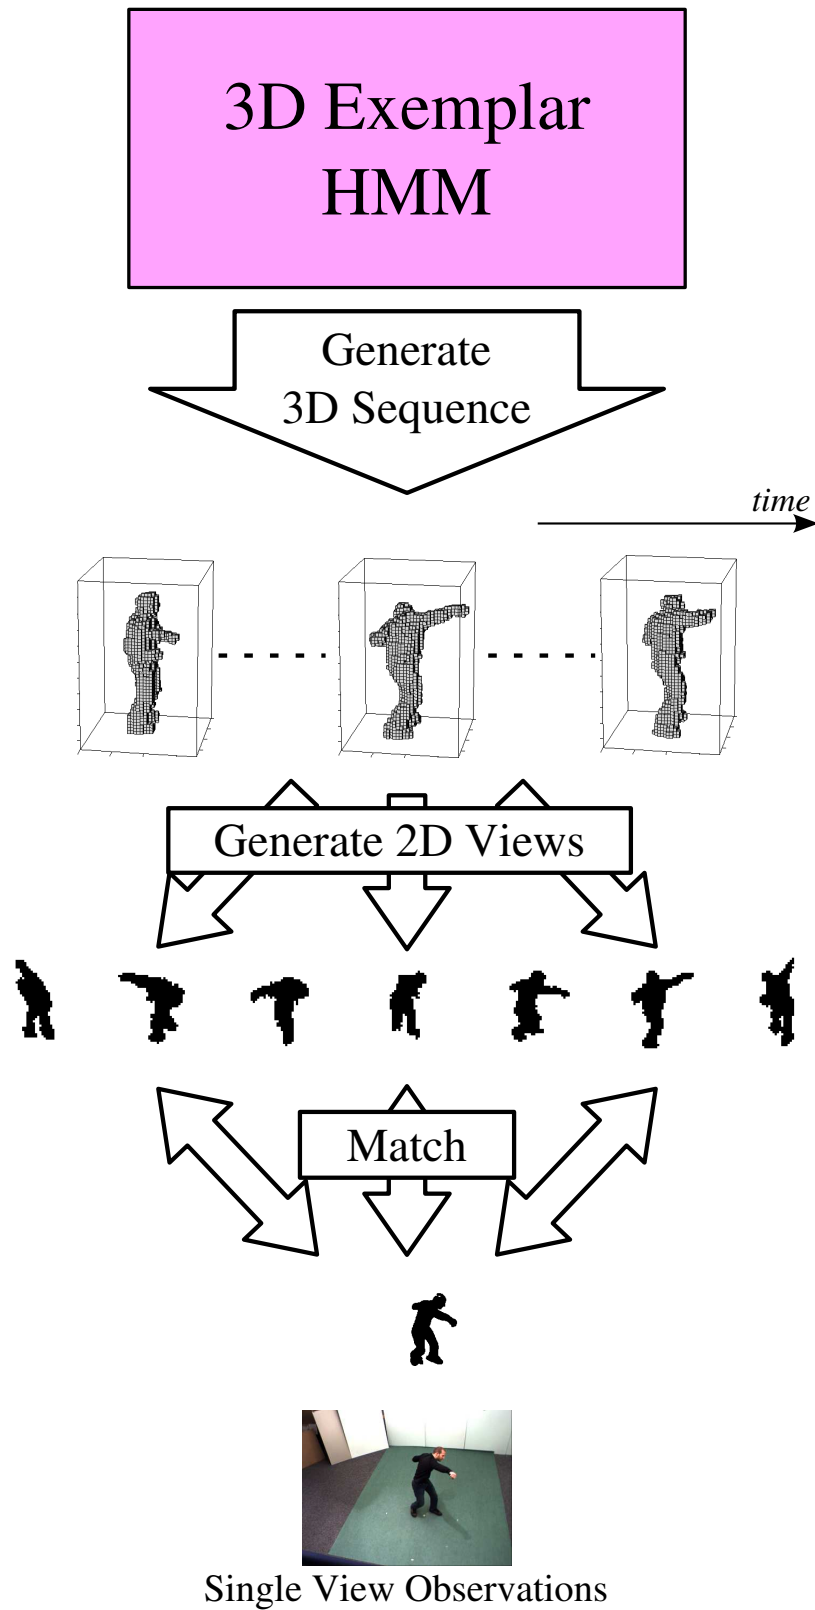 3D Exemplar
HMM
Generate
3D Sequence
time
Generate 2D Views
Match
Single View Observations